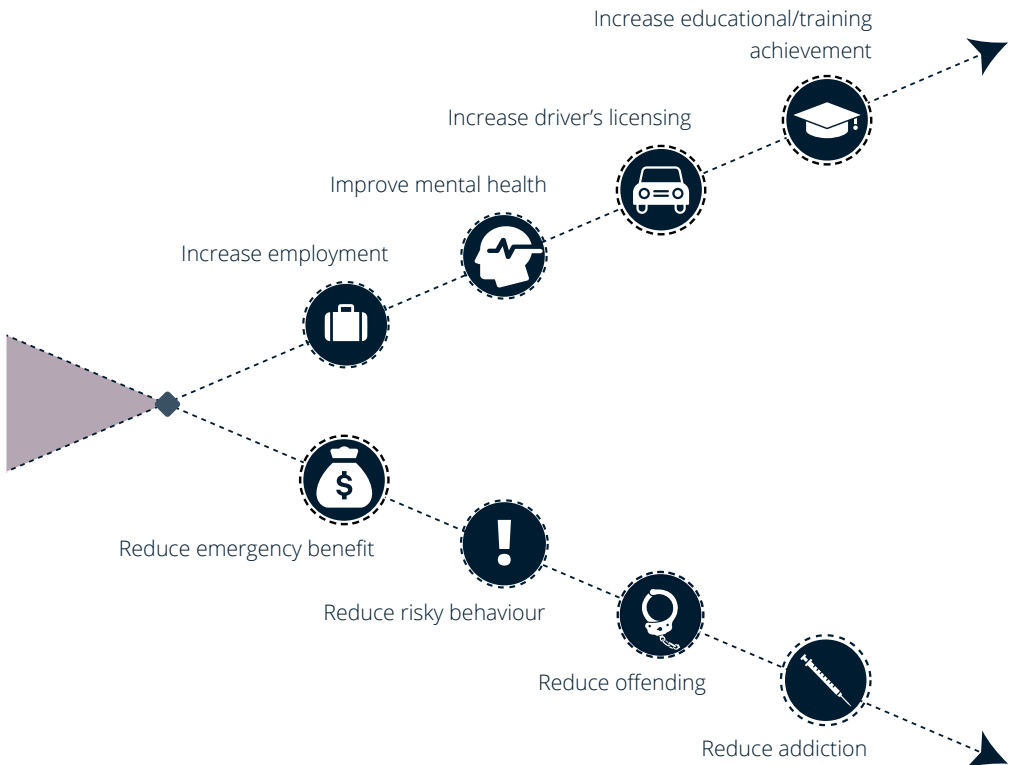 Increase educational/training
achievement
Increase driver’s licensing
Improve mental health
Increase employment
$
Reduce emergency benefit
!
Reduce risky behaviour
Reduce offending
Reduce addiction